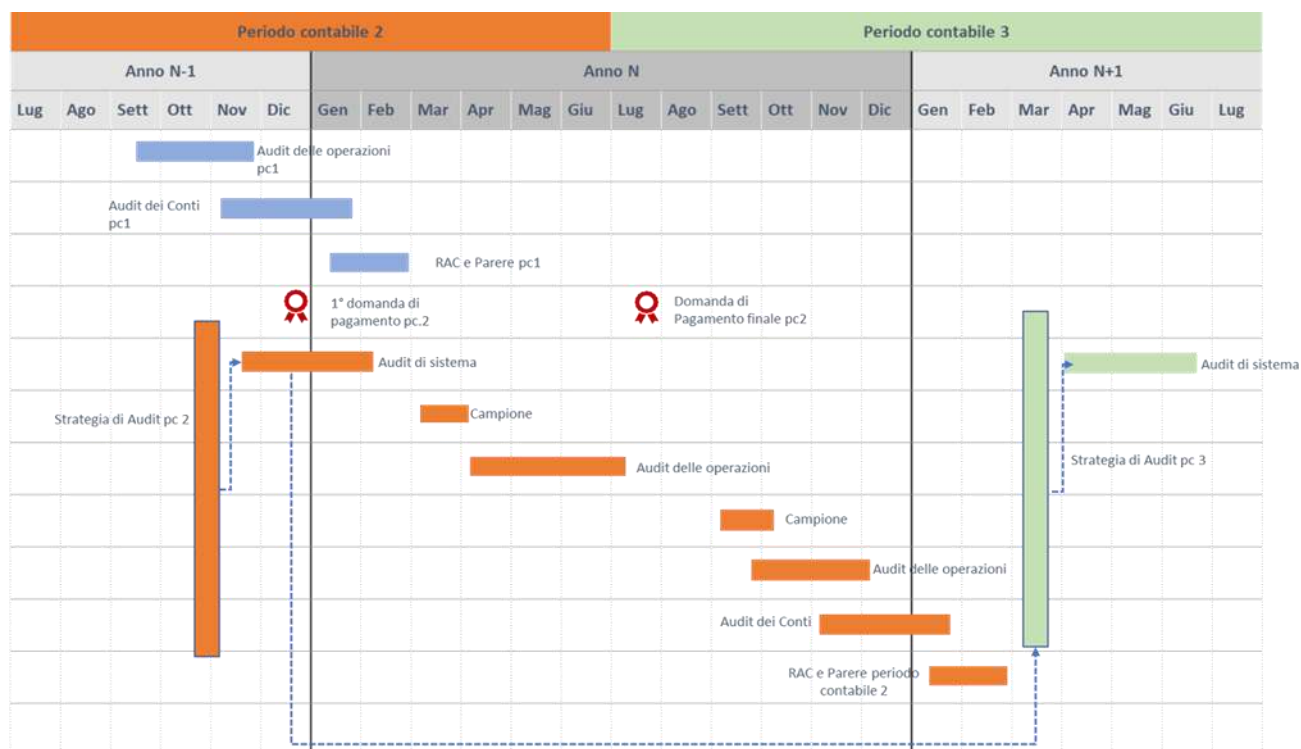 Periodo contabile 2
Periodo contabile 3
Anno N-1
Anno N
Anno N+1
Lug Ago Sett Ott Nov Dic Gen Feb Mar Apr Mag Giu Lug Ago Sett Ott Nov Dic Gen Feb Mar Apr Mag Giu Lug
Audit delle operazioni
pc1
Audit dei Conti
pc1
RAC e Parere pc1
1° domanda di
pagamento pc.2
Domanda di
Pagamento finale pc2
Audit di sistema
Audit di sistema
Campione
Strategia di Audit pc 2
Audit delle operazioni
Strategia di Audit pc 3
Campione
Audit delle operazioni
Audit dei Conti
RAC e Parere periodo
contabile 2